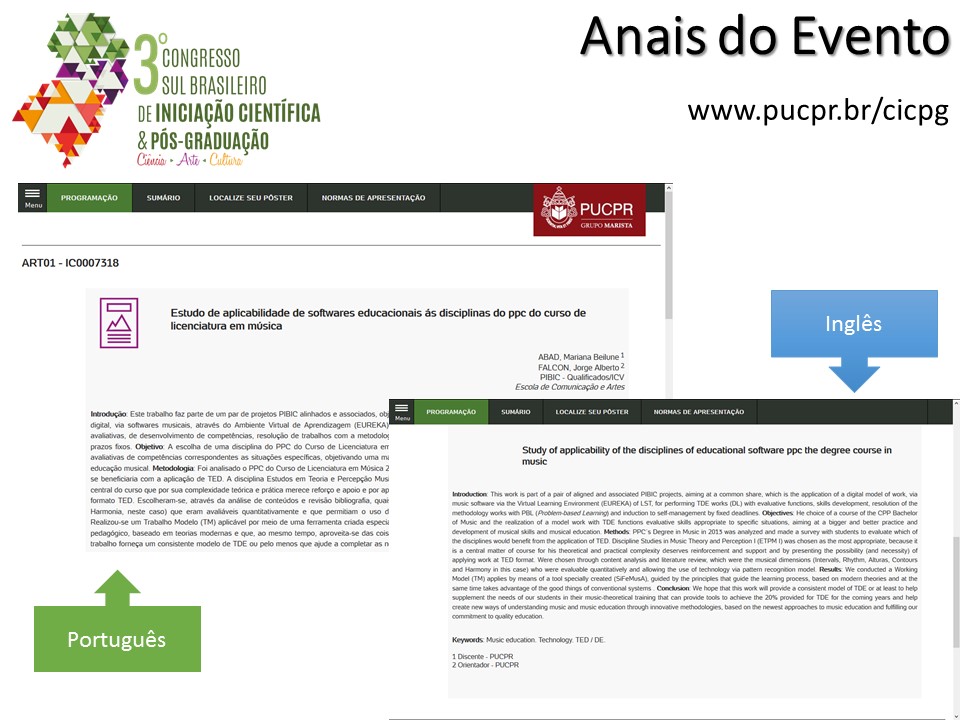 Anais do Evento
www.pucpr.br/cicpg
3º CONGRESSO
SUL BRASILEIRO
DE INICIAÇÃO CIENTÍFICA
& PÓS-GRADUAÇÃO
Ciência • Arte • Cultura
Menu
PROGRAMAÇÃO
SUMÁRIO
LOCALIZE SEU PÔSTER
NORMAS DE APRESENTAÇÃO
PUCPR
GRUPO MARISTA
ART01 - IC0007318
Estudo de aplicabilidade de softwares educacionais ás disciplinas do ppc do curso de
licenciatura em música
ABAD, Mariana Beilune 1
FALCON, Jorge Alberto 2
PIBIC - Qualificados/ICV
Escola de Comunicação e Artes
Introdução: Este trabalho faz parte de um par de projetos PIBIC alinhados e associados, obj
digital, via softwares musicais, através do Ambiente Virtual de Aprendizagem (EUREKA)
avaliativas, de desenvolvimento de competências, resolução de trabalhos com a metodolog
prazos fixos. Objetivo: A escolha de uma disciplina do PPC do Curso de Licenciatura em
avaliativas de competências correspondentes as situações específicas, objetivando uma ma
educação musical. Metodologia: Foi analisado o PPC do Curso de Licenciatura em Música 2
se beneficiaria com a aplicação de TED. A disciplina Estudos em Teoria e Percepção Musi
central do curso que por sua complexidade teórica e prática merece reforço e apoio e por ap
formato TED. Escolheram-se, através da análise de conteúdos e revisão bibliografia, quai
Harmonia, neste caso) que eram avaliáveis quantitativamente e que permitiam o uso d
Realizou-se um Trabalho Modelo (TM) aplicável por meio de uma ferramenta criada especia
pedagógico, baseado em teorias modernas e que, ao mesmo tempo, aproveita-se das cois
trabalho forneça um consistente modelo de TDE ou pelo menos que ajude a completar as n
Inglês
Menu
PROGRAMAÇÃO
SUMÁRIO
LOCALIZE SEU PÔSTER
NORMAS DE APRESENTAÇÃO
Study of applicability of the disciplines of educational software ppc the degree course in
music
Introduction: This work is part of a pair of aligned and associated PIBIC projects, aiming at a common share, which is the application of a digital model of work, via
music software via the Virtual Learning Environment (EUREKA) of LST, for performing TDE works (DL) with evaluative functions, skills development, resolution of the
methodology works with PBL (Problem-based Learning) and induction to self-management by fixed deadlines. Objectives: He choice of a course of the CPP Bachelor
of Music and the realization of a work model with TDE functions evaluative skills appropriate to specific situations, aiming at a bigger and better practice and
development of musical skills and musical education. Methods: PPC´s Degree in Music in 2013 was analyzed and made a survey with students to evaluate which of
the disciplines would benefit from the application of TED. Discipline Studies in Music Theory and Perception I (ETPM I) was chosen as the most appropriate, because it
is a central matter of course for his theoretical and practical complexity deserves reinforcement and support and by presenting the possibility (and necessity) of
applying work at TED format. Were chosen through content analysis and literature review, which were the musical dimensions (Intervals, Rhythm, Alturas, Contours
and Harmony in this case) who were evaluable quantitatively and allowing the use of technology via pattern recognition model. Results: We conducted a Working
Model (TM) applies by means of a tool specially created (SiFeMusA), guided by the principles that guide the learning process, based on modern theories and at the
same time takes advantage of the good things of conventional systems . Conclusion: We hope that this work will provide a consistent model of TDE or at least to help
supplement the needs of our students in their music-theoretical training that can provide tools to achieve the 20% provided for TDE for the coming years and help
create new ways of understanding music and music education through innovative methodologies, based on the newest approaches to music education and fulfilling our
commitment to quality education.
Keywords: Music education. Technology. TED / DE.
1 Discente - PUCPR
2 Orientador - PUCPR
Português